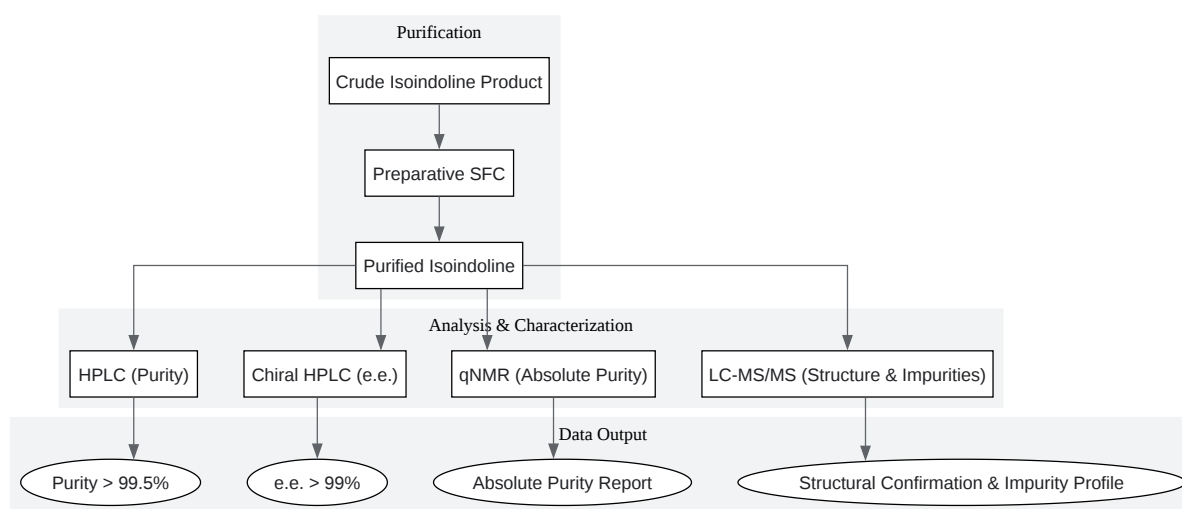 Purification
Crude Isoindoline Product
Preparative SFC
Purified Isoindoline
Analysis & Characterization
HPLC (Purity)
Chiral HPLC (e.e.)
qNMR (Absolute Purity)
LC-MS/MS (Structure & Impurities)
Data Output
Purity > 99.5%
e.e. > 99%
Absolute Purity Report
Structural Confirmation & Impurity Profile